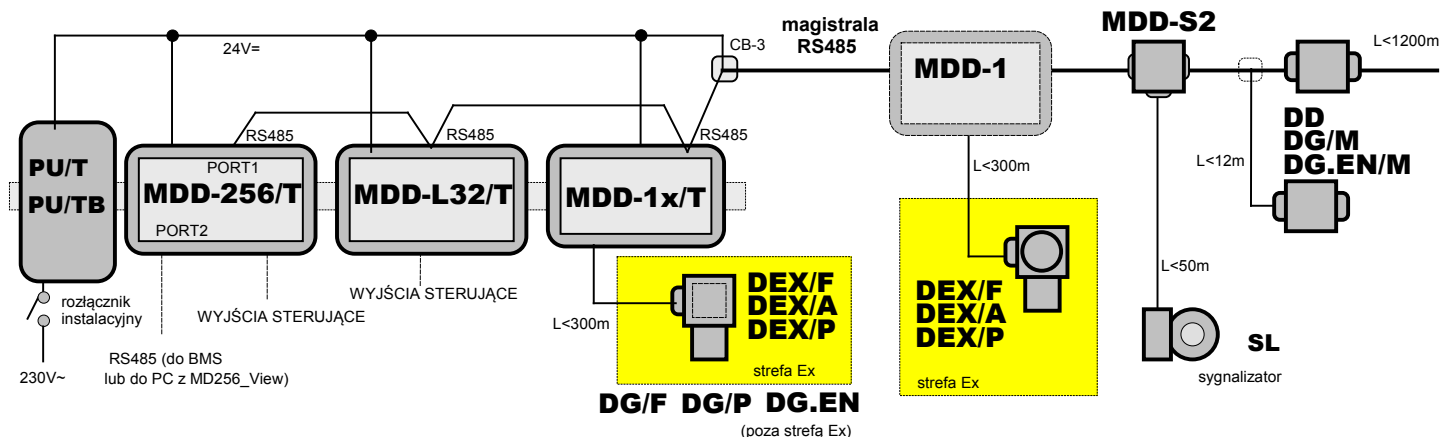 magistrala
RS485
MDD-S2
L<1200m
24V=
CB-3
MDD-1
RS485
RS485
RS485
DD
DG/M
DG.EN/M
L<12m
L<300m
PU/T
PU/TB
PORT1
MDD-256/T
PORT2
MDD-L32/T
MDD-1x/T
L<50m
rozłącznik
instalacyjny
WYJŚCIA STERUJĄCE
WYJŚCIA STERUJĄCE
L<300m
DEX/F
DEX/A
DEX/P
strefa Ex
DEX/F
DEX/A
DEX/P
strefa Ex
SL
sygnalizator
230V~
RS485 (do BMS
lub do PC z MD256_View)
DG/F DG/P DG.EN
(poza strefą Ex)